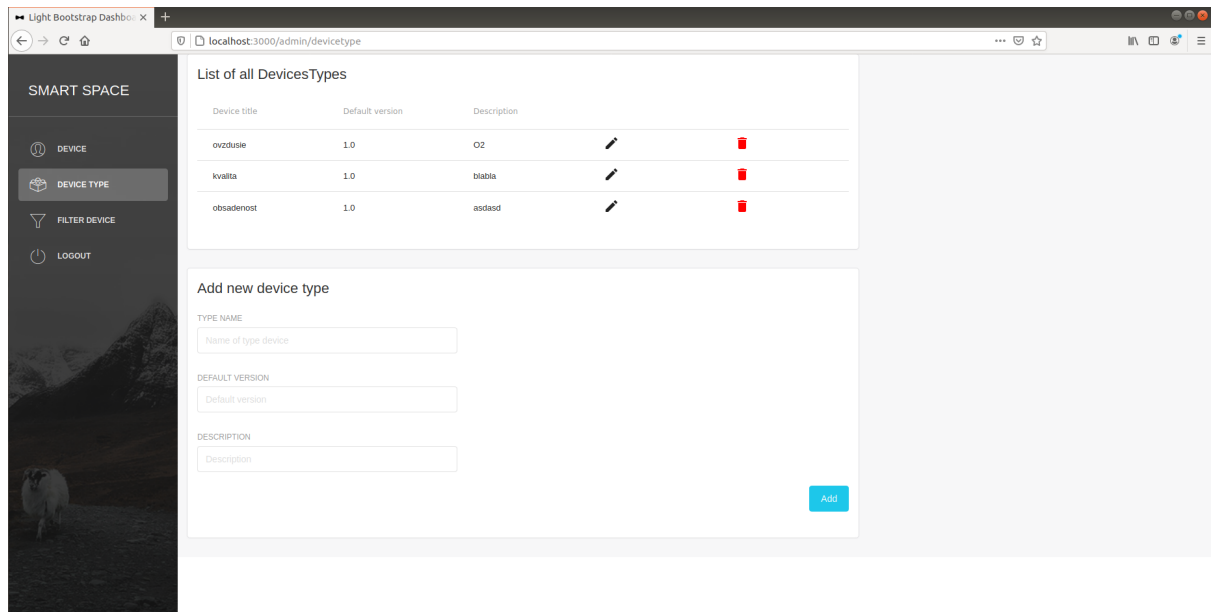 Light Bootstrap Dashboa
localhost:3000/admin/devicetype
SMART SPACE
DEVICE
DEVICE TYPE
FILTER DEVICE
LOGOUT
List of all DevicesTypes
Device title Default version Description
ovzdusie 1.0 O2
kvalita 1.0 blabla
obsadenost 1.0 asdasd
Add new device type
TYPE NAME
Name of type device
DEFAULT VERSION
Default version
DESCRIPTION
Description
Add